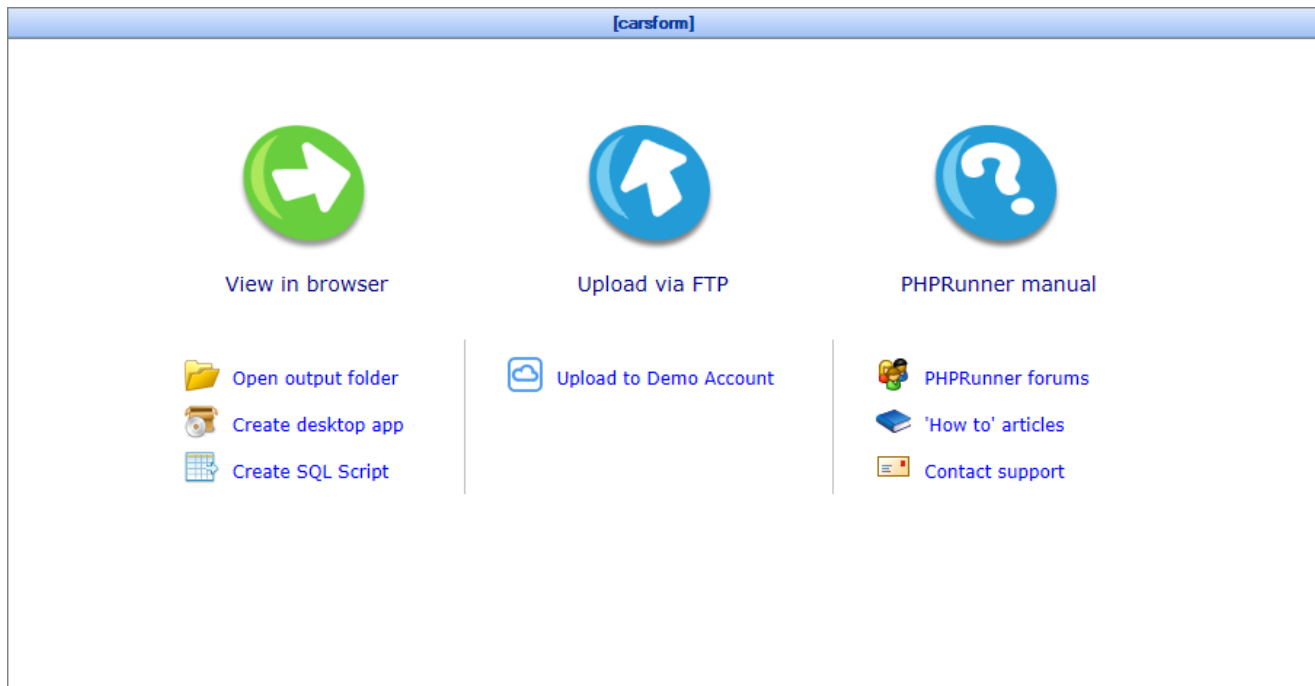 [carsform]
View in browser
Upload via FTP
PHPRunner manual
Open output folder
Create desktop app
Create SQL Script
Upload to Demo Account
PHPRunner forums
'How to' articles
Contact support